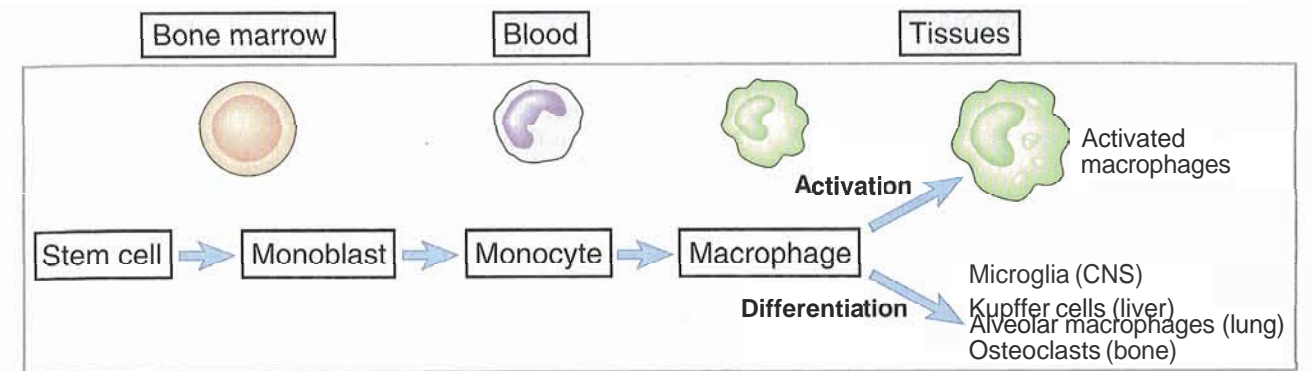 Bone marrow
Blood
Tissues
Activated
macrophages
Activation
Stem cell
Monoblast
Monocyte
Macrophage
Differentiation
Microglia (CNS)
Kupffer cells (liver)
Alveolar macrophages (lung)
Osteoclasts (bone)